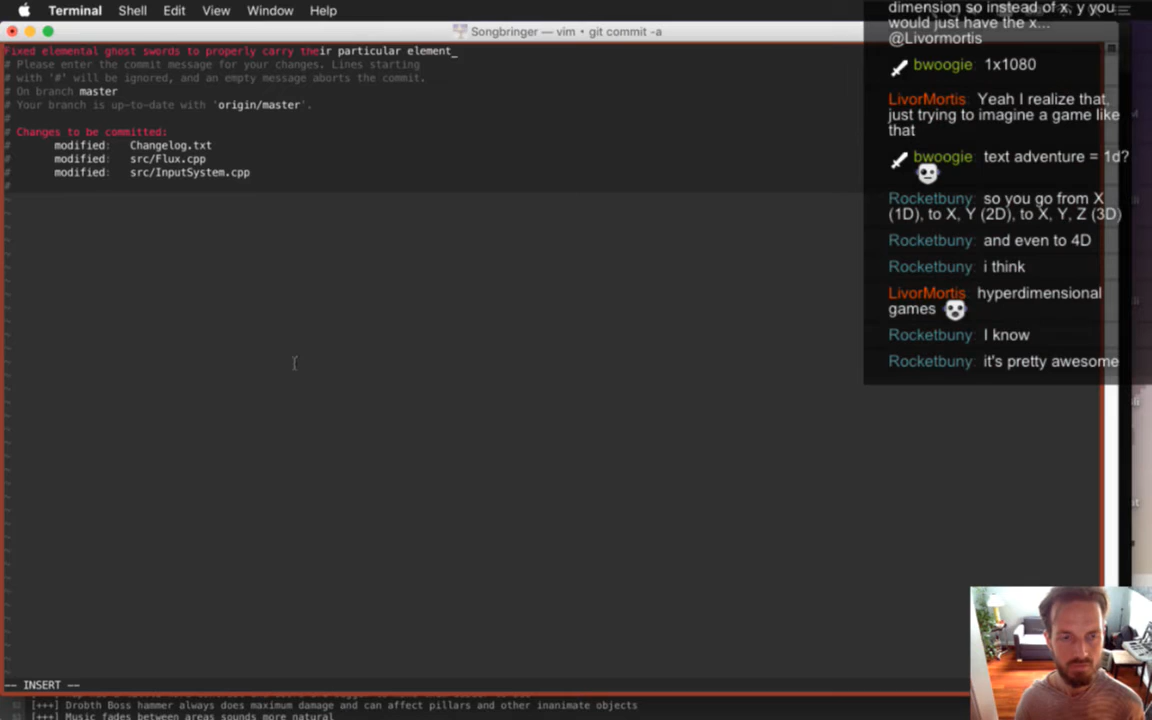 Terminal Shell Edit View Window Help
Songbringer — vim • git commit -a
Fixed elemental ghost swords to properly carry their particular element_
# Please enter the commit message for your changes. Lines starting
# with '#' will be ignored, and an empty message aborts the commit.
# On branch master
# Your branch is up-to-date with 'origin/master'.
#
# Changes to be committed:
#       modified:   Changelog.txt
#       modified:   src/Flux.cpp
#       modified:   src/InputSystem.cpp
#
-- INSERT --
[+++] Drobth Boss hammer always does maximum damage and can affect pillars and other inanimate objects
[+++] Music fades between areas sounds more natural
dimension so instead of x, y you
would just have the x...
@Livormortis
bwoogie: 1x1080
LivorMortis: Yeah I realize that,
just trying to imagine a game like
that
bwoogie: text adventure = 1d?
Rocketbuny: so you go from X
(1D), to X, Y (2D), to X, Y, Z (3D)
Rocketbuny: and even to 4D
Rocketbuny: i think
LivorMortis: hyperdimensional
games
Rocketbuny: I know
Rocketbuny: it's pretty awesome